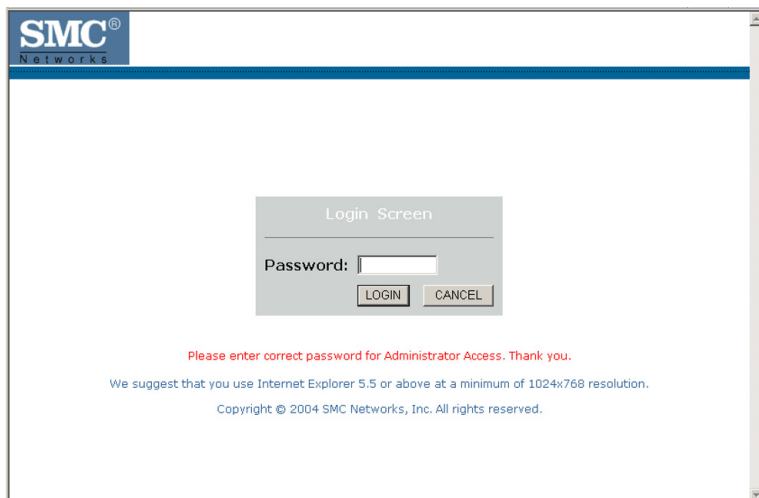 SMC®
Networks
Login Screen
Password:
LOGIN CANCEL
Please enter correct password for Administrator Access. Thank you.
We suggest that you use Internet Explorer 5.5 or above at a minimum of 1024x768 resolution.
Copyright © 2004 SMC Networks, Inc. All rights reserved.